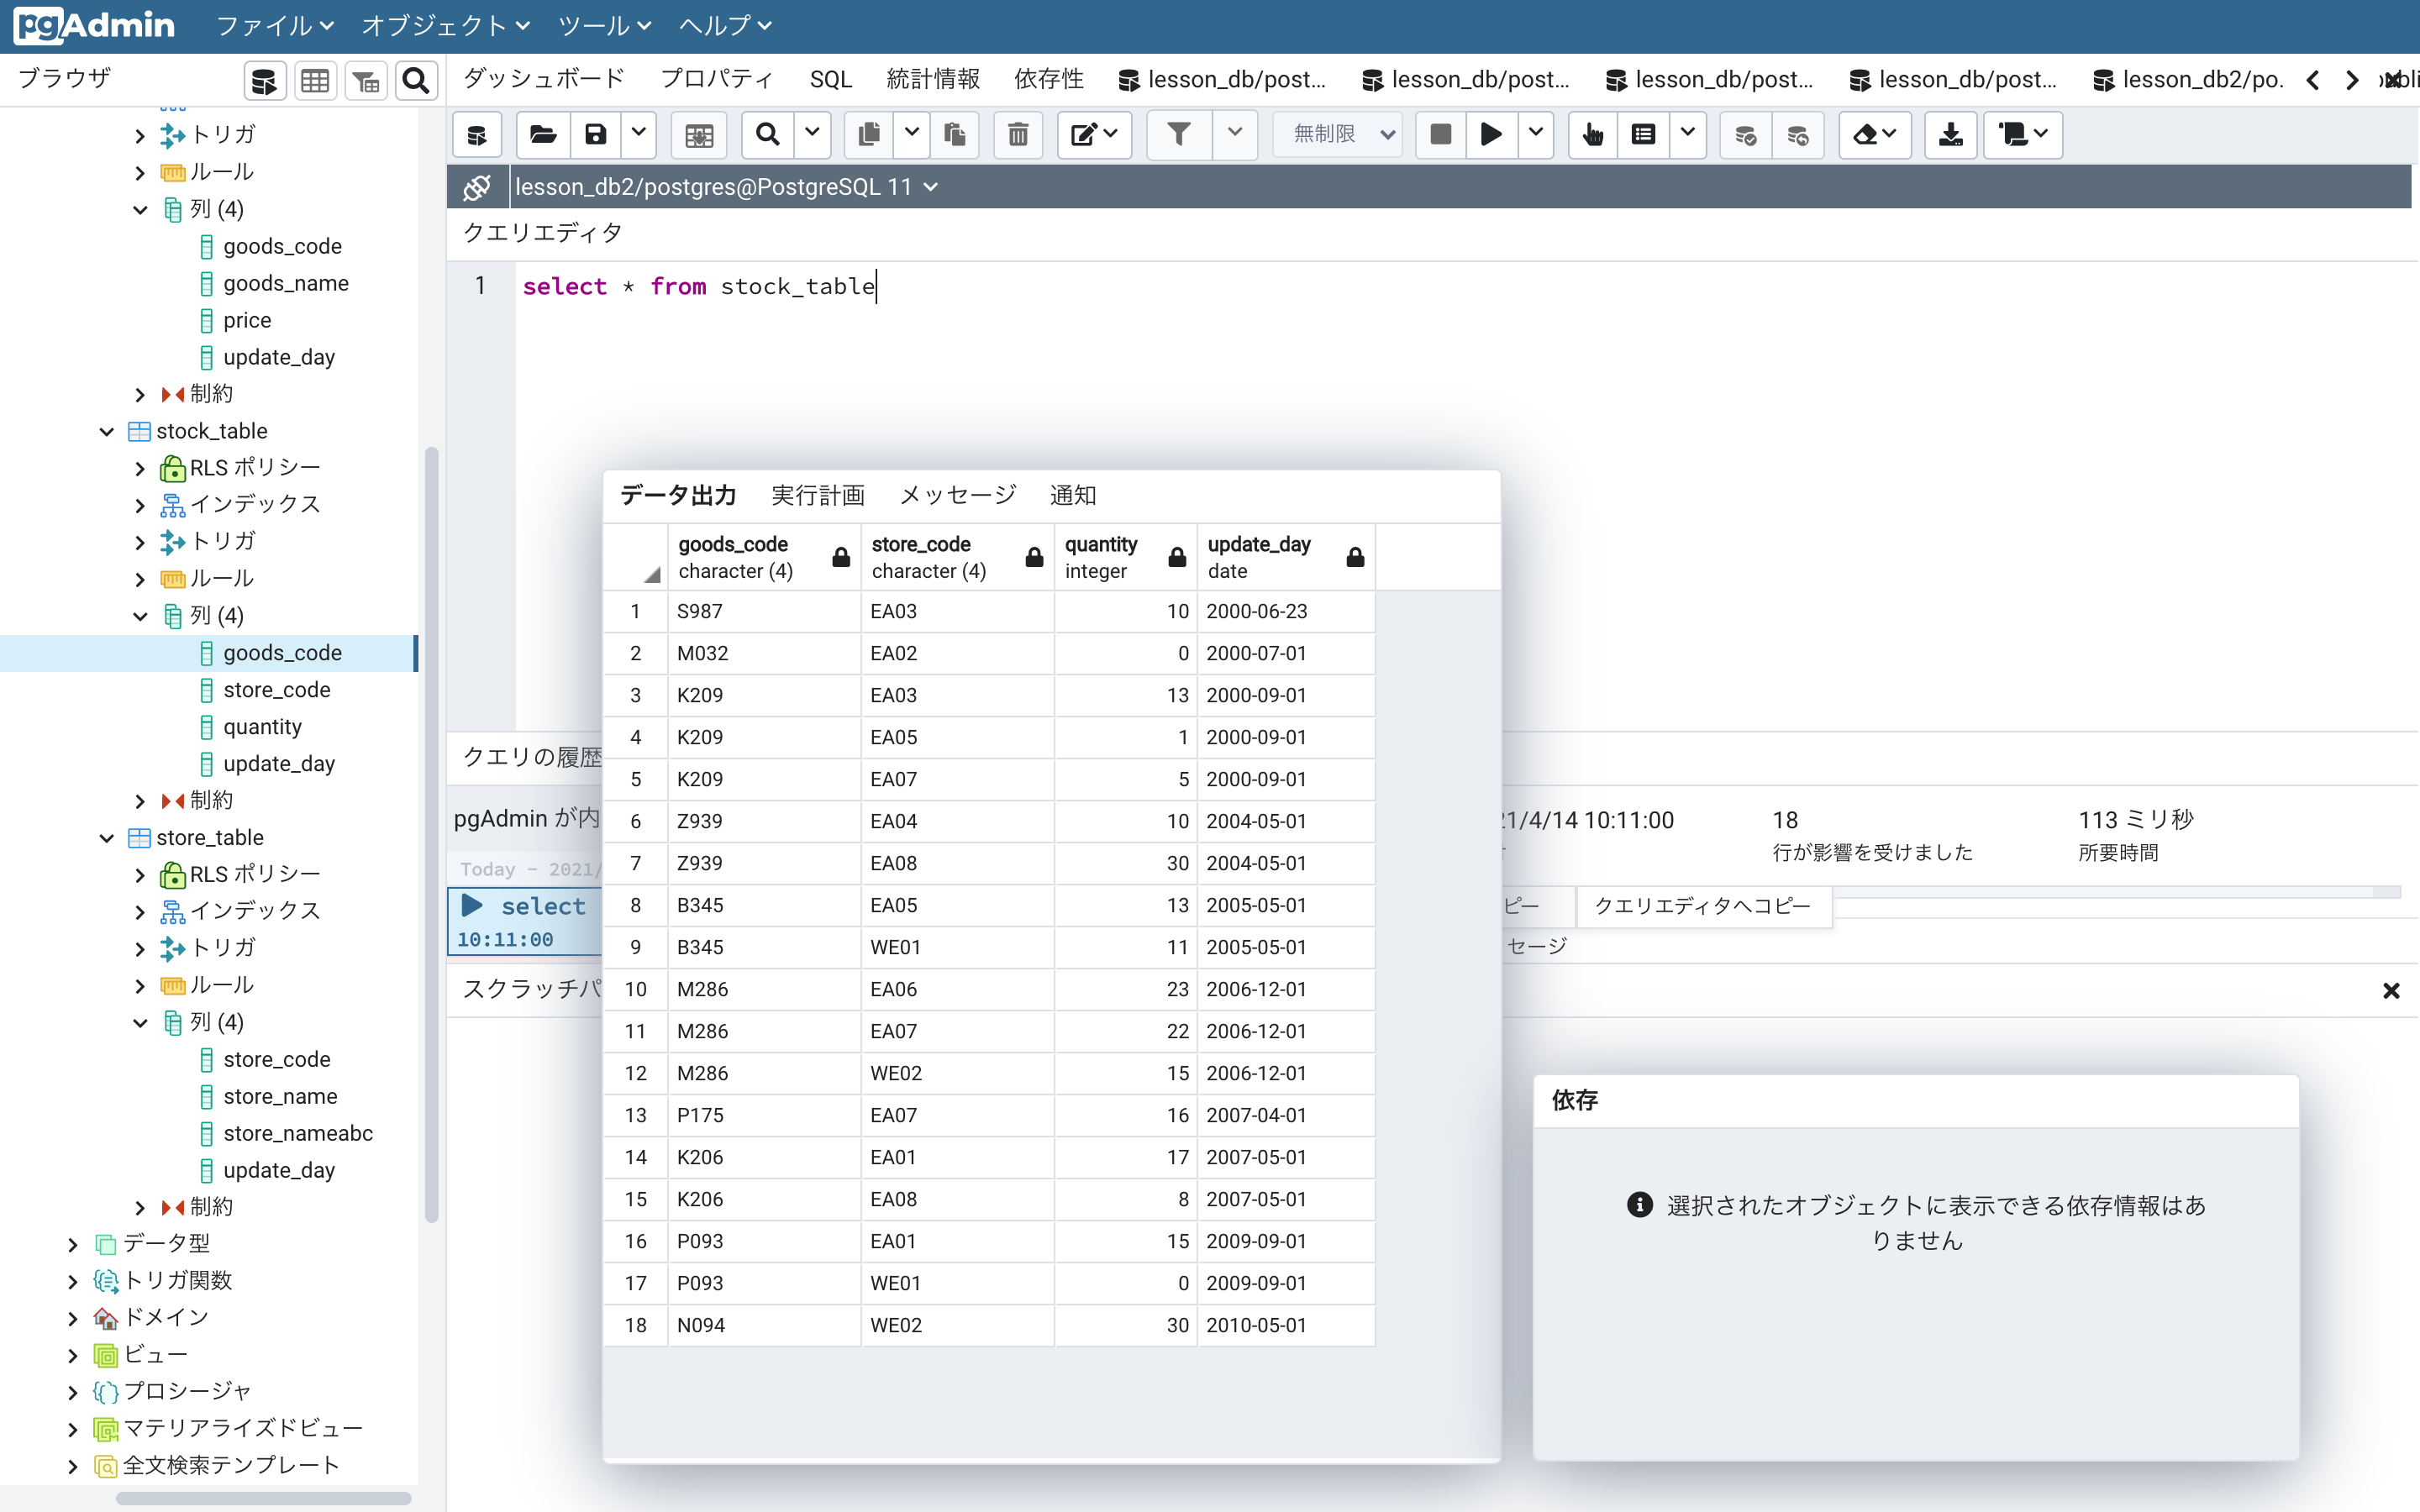 pgAdmin ファイル オブジェクト ツール ヘルプ
ブラウザ
ダッシュボード プロパティ SQL 統計情報 依存性 lesson_db/post... lesson_db/post... lesson_db/post... lesson_db/post... lesson_db2/po.
トリガ
ルール
列 (4)
goods_code
goods_name
price
update_day
制約
stock_table
RLS ポリシー
インデックス
トリガ
ルール
列 (4)
goods_code
store_code
quantity
update_day
制約
store_table
RLS ポリシー
インデックス
トリガ
ルール
列 (4)
store_code
store_name
store_nameabc
update_day
制約
データ型
トリガ関数
ドメイン
ビュー
プロシージャ
マテリアライズドビュー
全文検索テンプレート
無制限
lesson_db2/postgres@PostgreSQL 11
クエリエディタ
1 select * from stock_table
クエリの履歴
pgAdmin が内
Today - 2021/
select
10:11:00
スクラッチパ
データ出力 実行計画 メッセージ 通知
goods_code store_code quantity update_day
character (4) character (4) integer date
1 S987 EA03 10 2000-06-23
2 M032 EA02 0 2000-07-01
3 K209 EA03 13 2000-09-01
4 K209 EA05 1 2000-09-01
5 K209 EA07 5 2000-09-01
6 Z939 EA04 10 2004-05-01
7 Z939 EA08 30 2004-05-01
8 B345 EA05 13 2005-05-01
9 B345 WE01 11 2005-05-01
10 M286 EA06 23 2006-12-01
11 M286 EA07 22 2006-12-01
12 M286 WE02 15 2006-12-01
13 P175 EA07 16 2007-04-01
14 K206 EA01 17 2007-05-01
15 K206 EA08 8 2007-05-01
16 P093 EA01 15 2009-09-01
17 P093 WE01 0 2009-09-01
18 N094 WE02 30 2010-05-01
21/4/14 10:11:00 18 113 ミリ秒
行が影響を受けました 所要時間
ピー クエリエディタへコピー
セージ
依存
選択されたオブジェクトに表示できる依存情報はあ
りません